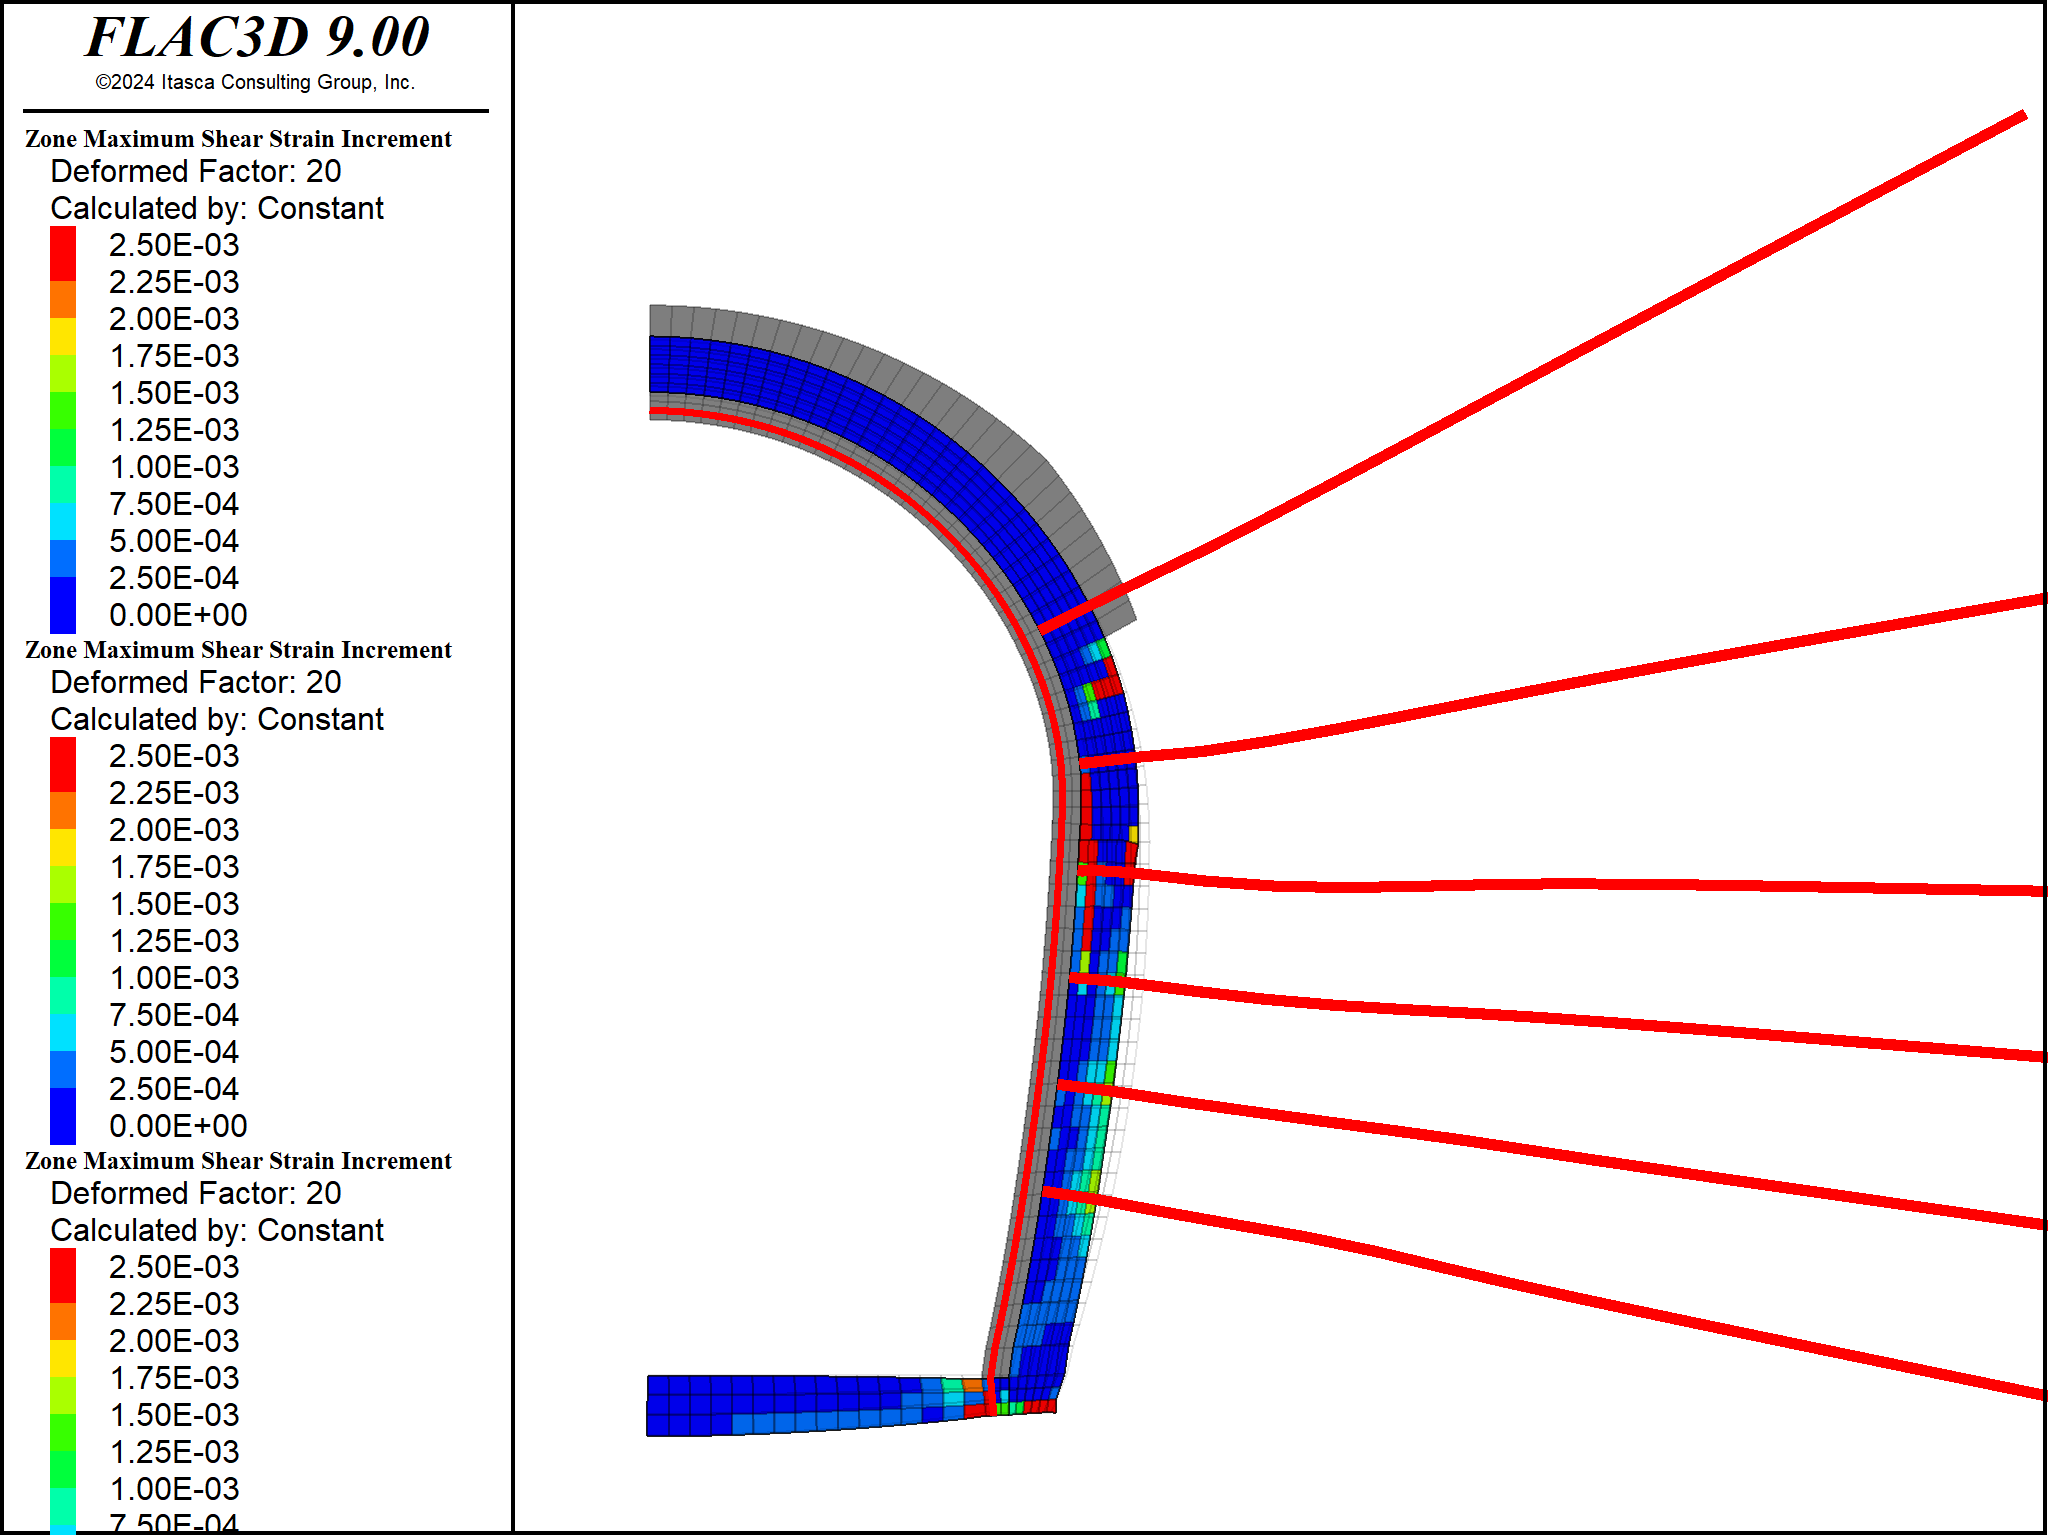 FLAC3D 9.00
©2024 Itasca Consulting Group, Inc.
Zone Maximum Shear Strain Increment
Deformed Factor: 20
Calculated by: Constant
2.50E-03
2.25E-03
2.00E-03
1.75E-03
1.50E-03
1.25E-03
1.00E-03
7.50E-04
5.00E-04
2.50E-04
0.00E+00
Zone Maximum Shear Strain Increment
Deformed Factor: 20
Calculated by: Constant
2.50E-03
2.25E-03
2.00E-03
1.75E-03
1.50E-03
1.25E-03
1.00E-03
7.50E-04
5.00E-04
2.50E-04
0.00E+00
Zone Maximum Shear Strain Increment
Deformed Factor: 20
Calculated by: Constant
2.50E-03
2.25E-03
2.00E-03
1.75E-03
1.50E-03
1.25E-03
1.00E-03
7.50E-04